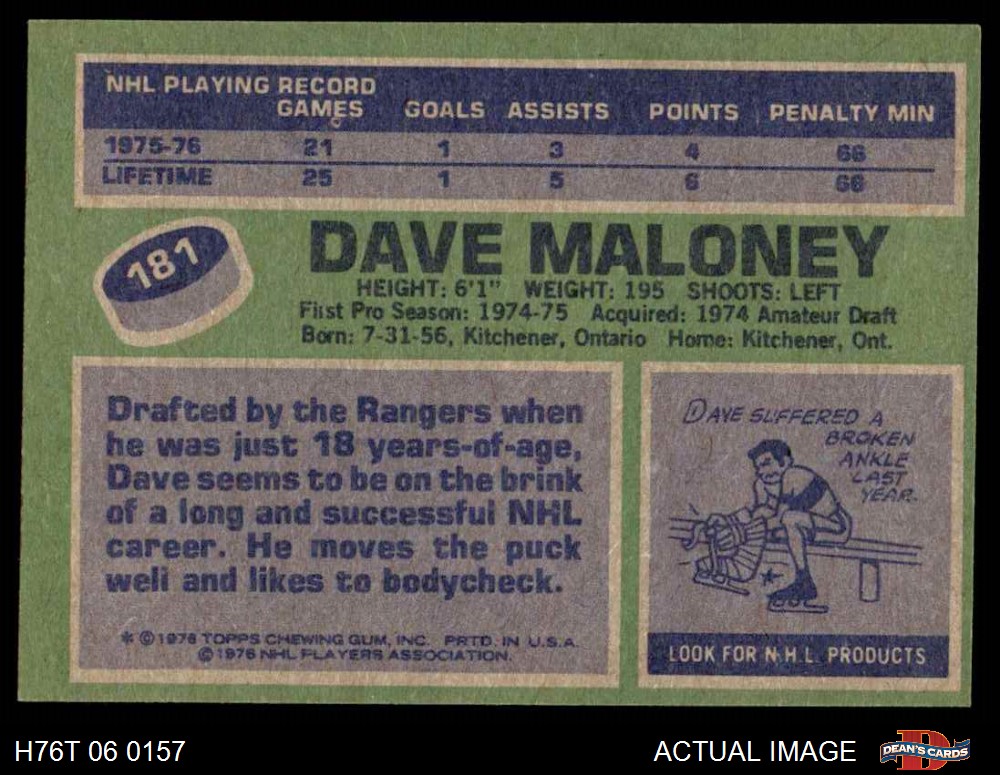 NHL PLAYING RECORD
GAMES GOALS ASSISTS POINTS PENALTY MIN
1975-76 21 1 3 4 66
LIFETIME 25 1 5 6 66
181
DAVE MALONEY
HEIGHT: 6'1" WEIGHT: 195 SHOOTS: LEFT
First Pro Season: 1974-75 Acquired: 1974 Amateur Draft
Born: 7-31-56, Kitchener, Ontario Home: Kitchener, Ont.
Drafted by the Rangers when
he was just 18 years-of-age,
Dave seems to be on the brink
of a long and successful NHL
career. He moves the puck
well and likes to bodycheck.
* © 1976 TOPPS CHEWING GUM, INC. PRTD. IN U.S.A.
© 1976 NHL PLAYERS ASSOCIATION.
DAVE SUFFERED A
BROKEN
ANKLE
LAST
YEAR.
LOOK FOR N.H.L. PRODUCTS
H76T 06 0157
ACTUAL IMAGE
D
DEAN'S CARDS